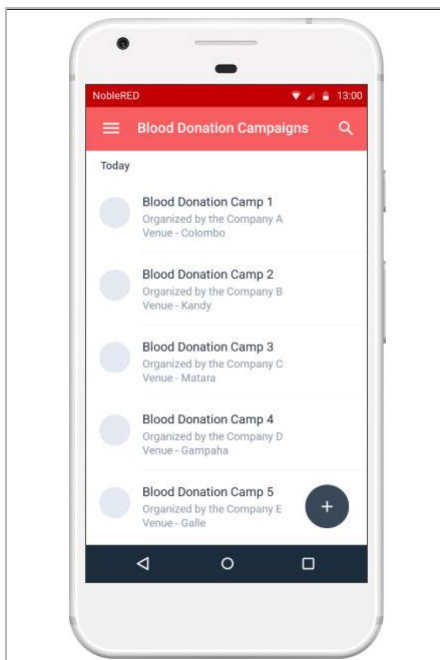 NobleRED 13:00
Blood Donation Campaigns
Today
Blood Donation Camp 1
Organized by the Company A
Venue - Colombo
Blood Donation Camp 2
Organized by the Company B
Venue - Kandy
Blood Donation Camp 3
Organized by the Company C
Venue - Matara
Blood Donation Camp 4
Organized by the Company D
Venue - Gampaha
Blood Donation Camp 5
Organized by the Company E
Venue - Galle